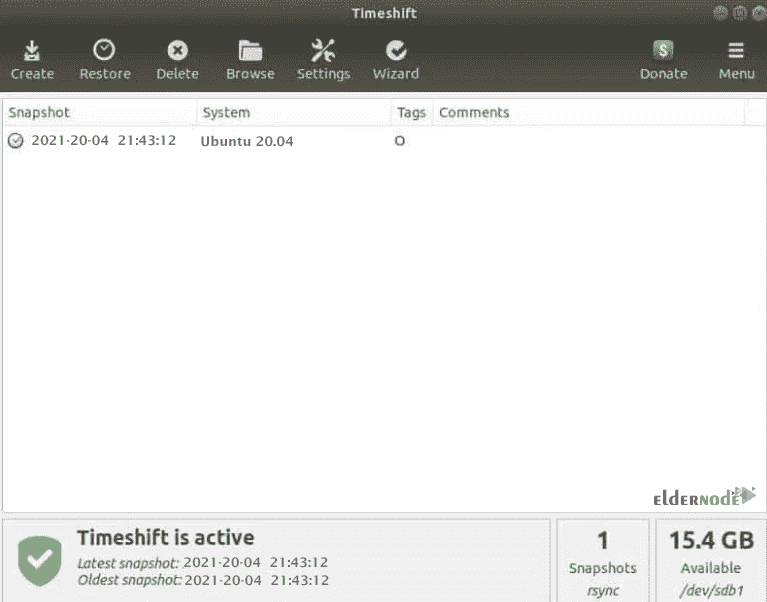 Timeshift
Create Restore Delete Browse Settings Wizard Donate Menu
Snapshot System Tags Comments
2021-20-04 21:43:12 Ubuntu 20.04 O
ELDERNODE
Timeshift is active
Latest snapshot: 2021-20-04 21:43:12
Oldest snapshot: 2021-20-04 21:43:12
1
Snapshots
rsync
15.4 GB
Available
/dev/sdb1